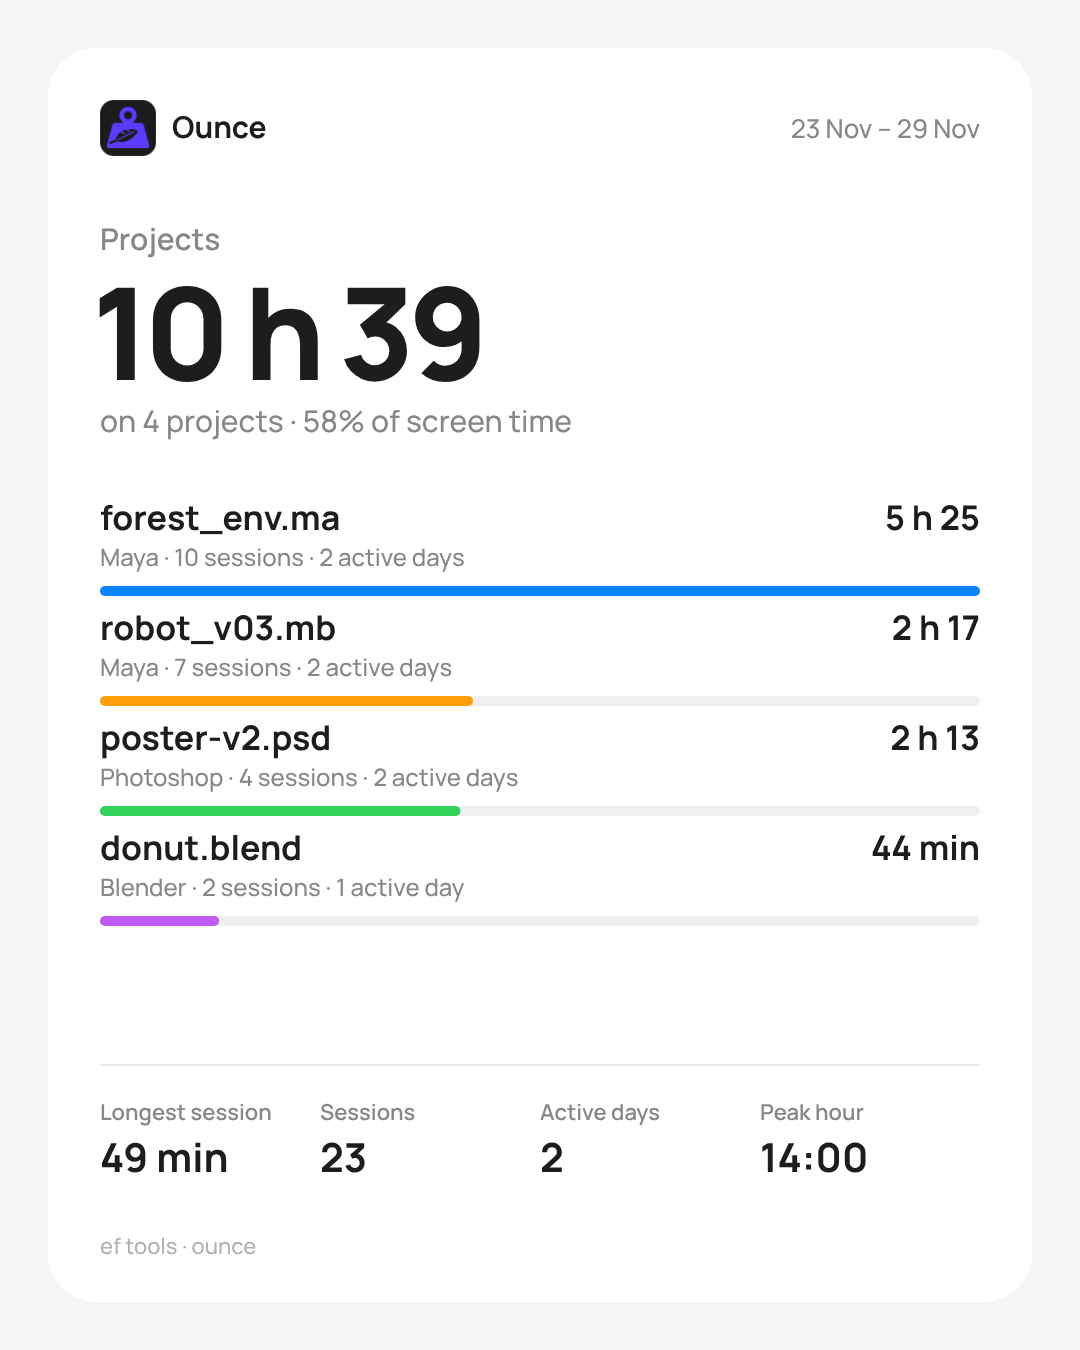 Ounce
23 Nov – 29 Nov
Projects
10 h 39
on 4 projects · 58% of screen time
forest_env.ma
5 h 25
Maya · 10 sessions · 2 active days
robot_v03.mb
2 h 17
Maya · 7 sessions · 2 active days
poster-v2.psd
2 h 13
Photoshop · 4 sessions · 2 active days
donut.blend
44 min
Blender · 2 sessions · 1 active day
Longest session
49 min
Sessions
23
Active days
2
Peak hour
14:00
ef tools · ounce